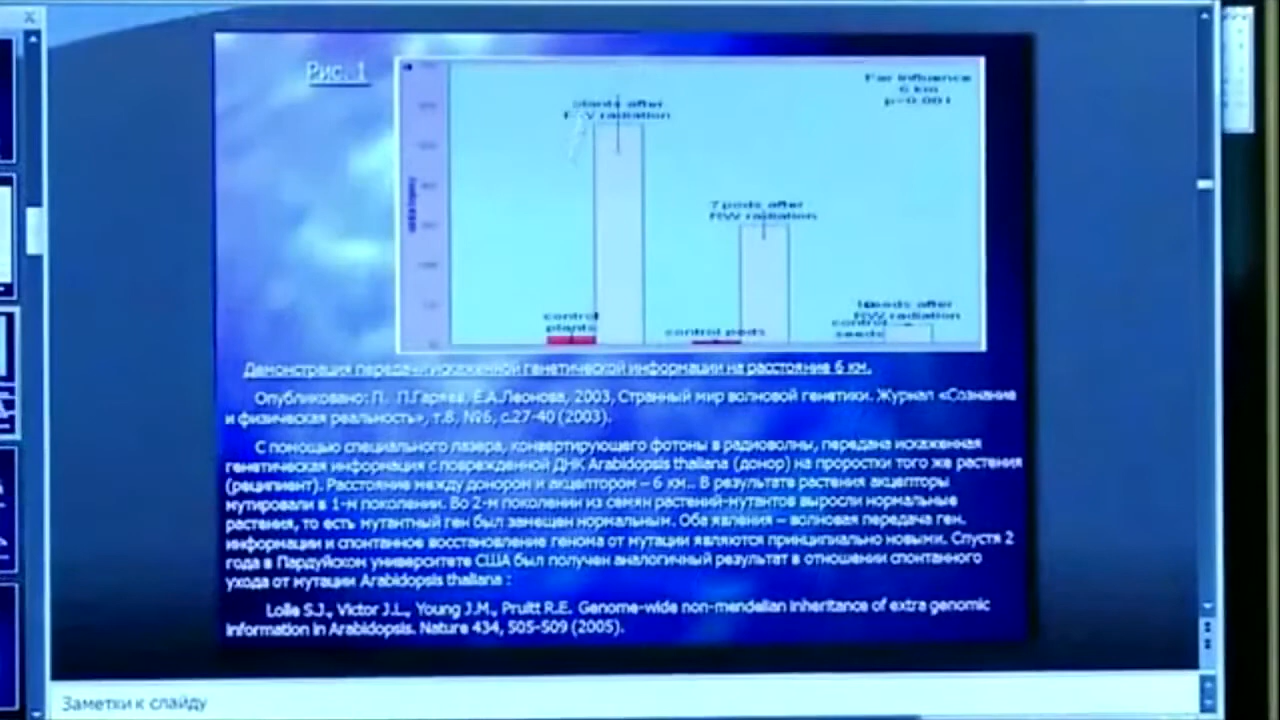 Рис. 1
Far influence
6 km
p=0.001
plants after
radiation
7 pods after
RW radiation
control
plants
control pods
seeds after
RW radiation
control
seeds
Демонстрация передачи искаженной генетической информации на расстояние 6 км.
Опубликовано: П. П.Гаряев, Е.А.Леонова, 2003, Странный мир волновой генетики. Журнал «Сознание
и физическая реальность», т.8, №6, с.27-40 (2003).
С помощью специального лазера, конвертирующего фотоны в радиоволны, передана искаженная
генетическая информация с поврежденной ДНК Arabidopsis thaliana (донор) на проростки того же растения
(реципиент). Расстояние между донором и акцептором – 6 км.. В результате растения акцепторы
мутировали в 1-м поколении. Во 2-м поколении из семян растений-мутантов выросли нормальные
растения, то есть мутантный ген был замещен нормальным. Оба явления – волновая передача ген.
информации и спонтанное восстановление генома от мутации являются принципиально новыми. Спустя 2
года в Пардуйском университете США был получен аналогичный результат в отношении спонтанного
ухода от мутации Arabidopsis thaliana :
Lolle S.J., Victor J.L., Young J.M., Pruitt R.E. Genome-wide non-mendelian inheritance of extra genomic
information in Arabidopsis. Nature 434, 505-509 (2005).
Заметки к слайду